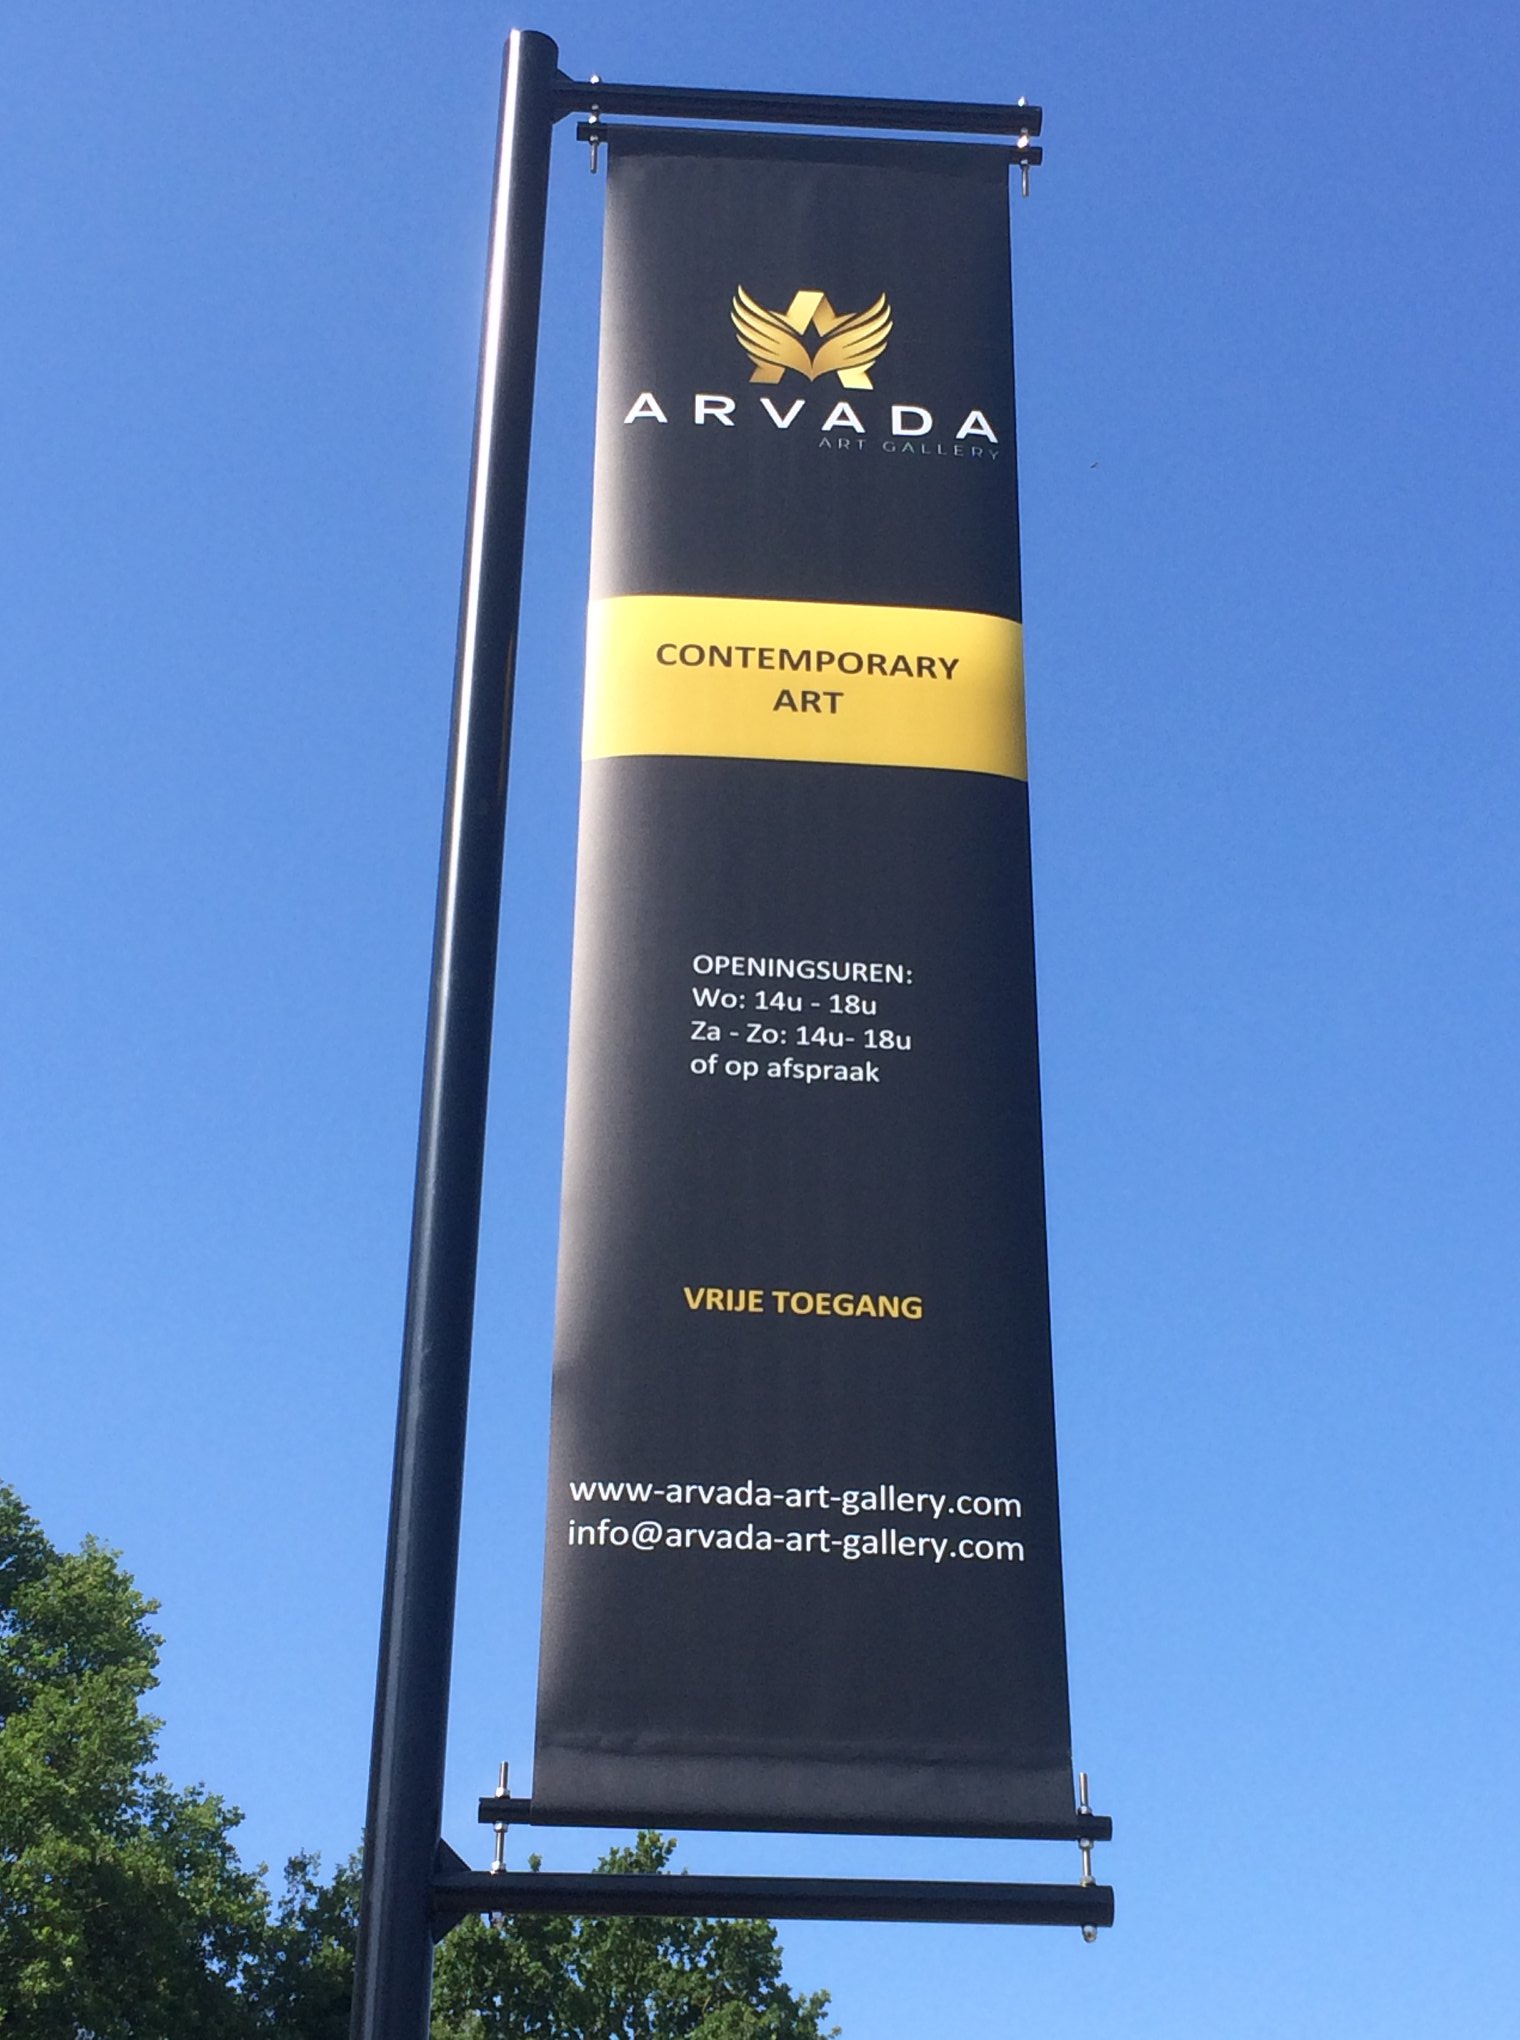 ARVADA
ART GALLERY
CONTEMPORARY
ART
OPENINGSUREN:
Wo: 14u - 18u
Za - Zo: 14u- 18u
of op afspraak
VRIJE TOEGANG
www-arvada-art-gallery.com
info@arvada-art-gallery.com